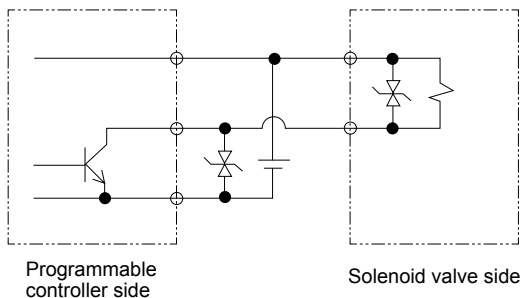 Programmable
controller side
Solenoid valve side